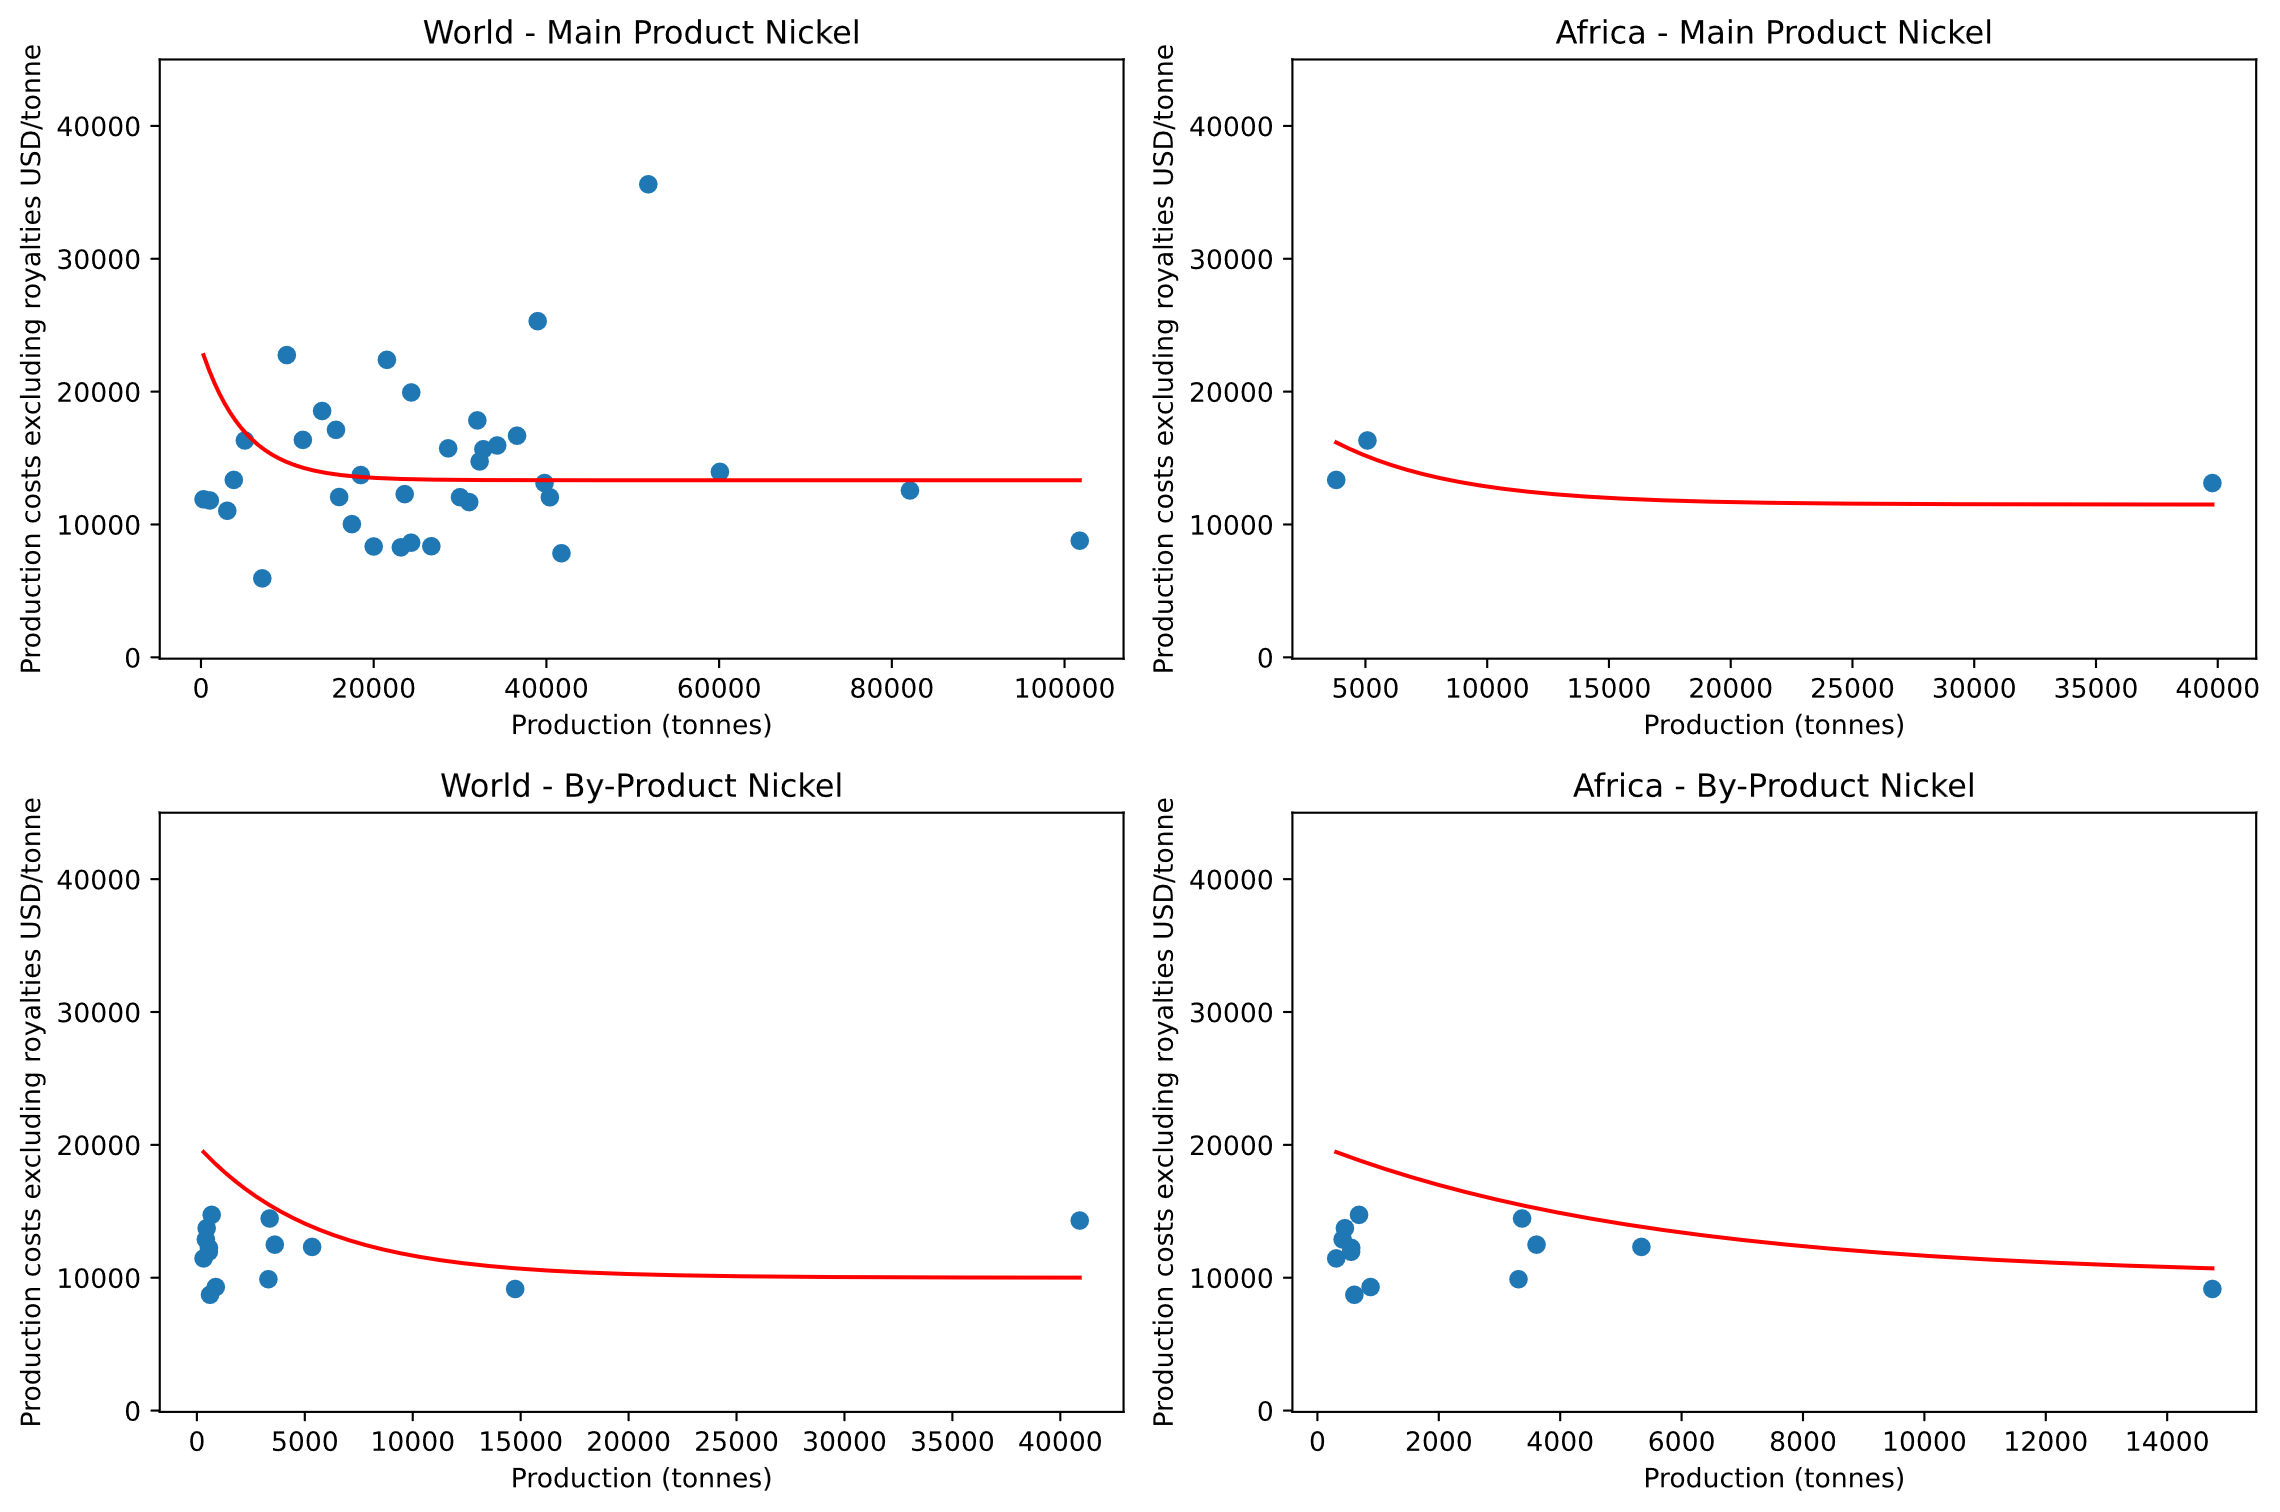 World - Main Product Nickel
Production costs excluding royalties USD/tonne
40000
30000
20000
10000
0
0 20000 40000 60000 80000 100000
Production (tonnes)
Africa - Main Product Nickel
Production costs excluding royalties USD/tonne
40000
30000
20000
10000
0
5000 10000 15000 20000 25000 30000 35000 40000
Production (tonnes)
World - By-Product Nickel
Production costs excluding royalties USD/tonne
40000
30000
20000
10000
0
0 5000 10000 15000 20000 25000 30000 35000 40000
Production (tonnes)
Africa - By-Product Nickel
Production costs excluding royalties USD/tonne
40000
30000
20000
10000
0
0 2000 4000 6000 8000 10000 12000 14000
Production (tonnes)